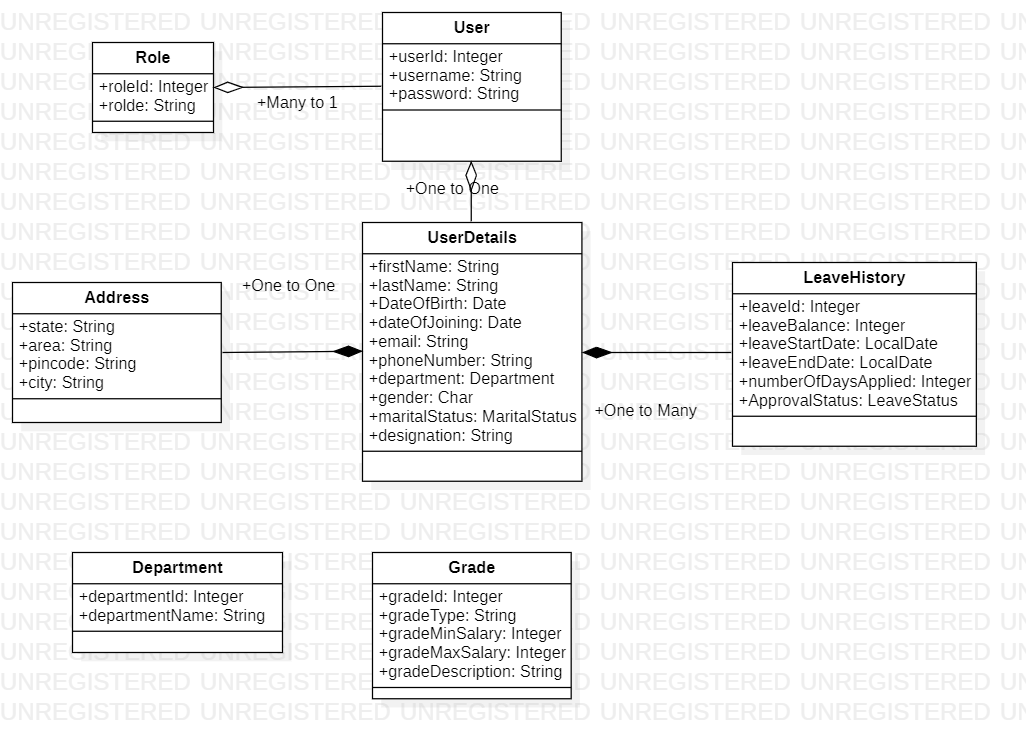 Role
+roleId: Integer
+rolde: String
+Many to 1
User
+userId: Integer
+username: String
+password: String
+One to One
UserDetails
+firstName: String
+lastName: String
+DateOfBirth: Date
+dateOfJoining: Date
+email: String
+phoneNumber: String
+department: Department
+gender: Char
+maritalStatus: MaritalStatus
+designation: String
+One to One
Address
+state: String
+area: String
+pincode: String
+city: String
LeaveHistory
+leaveId: Integer
+leaveBalance: Integer
+leaveStartDate: LocalDate
+leaveEndDate: LocalDate
+numberOfDaysApplied: Integer
+ApprovalStatus: LeaveStatus
+One to Many
Department
+departmentId: Integer
+departmentName: String
Grade
+gradeId: Integer
+gradeType: String
+gradeMinSalary: Integer
+gradeMaxSalary: Integer
+gradeDescription: String
UNREGISTERED UNREGISTERED UNREGISTERED UNREGISTERED UNREGISTERED UN